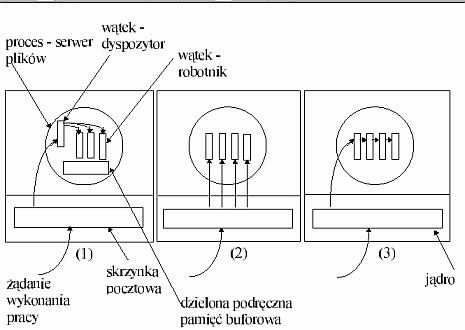 wątek -
dyspozytor
proces - serwer
plików
wątek -
robotnik
(1)
(2)
(3)
żądanie
wykonania
pracy
skrzynka
pocztowa
dzielona podręczna
pamięć buforowa
jądro